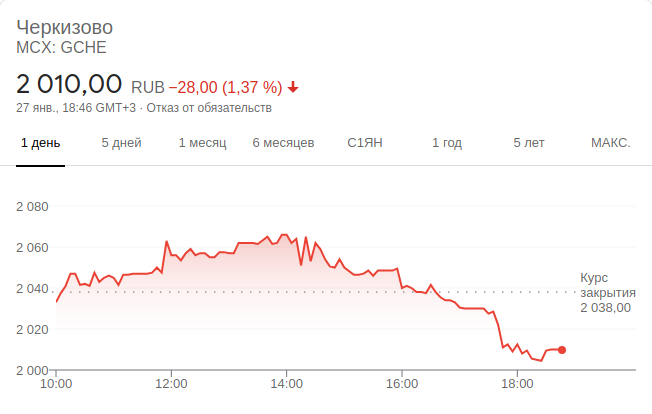 Черкизово
MCX: GCHE
2 010,00 RUB −28,00 (1,37 %)
27 янв., 18:46 GMT+3 · Отказ от обязательств
1 день 5 дней 1 месяц 6 месяцев С1ЯН 1 год 5 лет МАКС.
2 080
2 060
2 040
2 020
2 000
Курс
закрытия
2 038,00
10:00 12:00 14:00 16:00 18:00